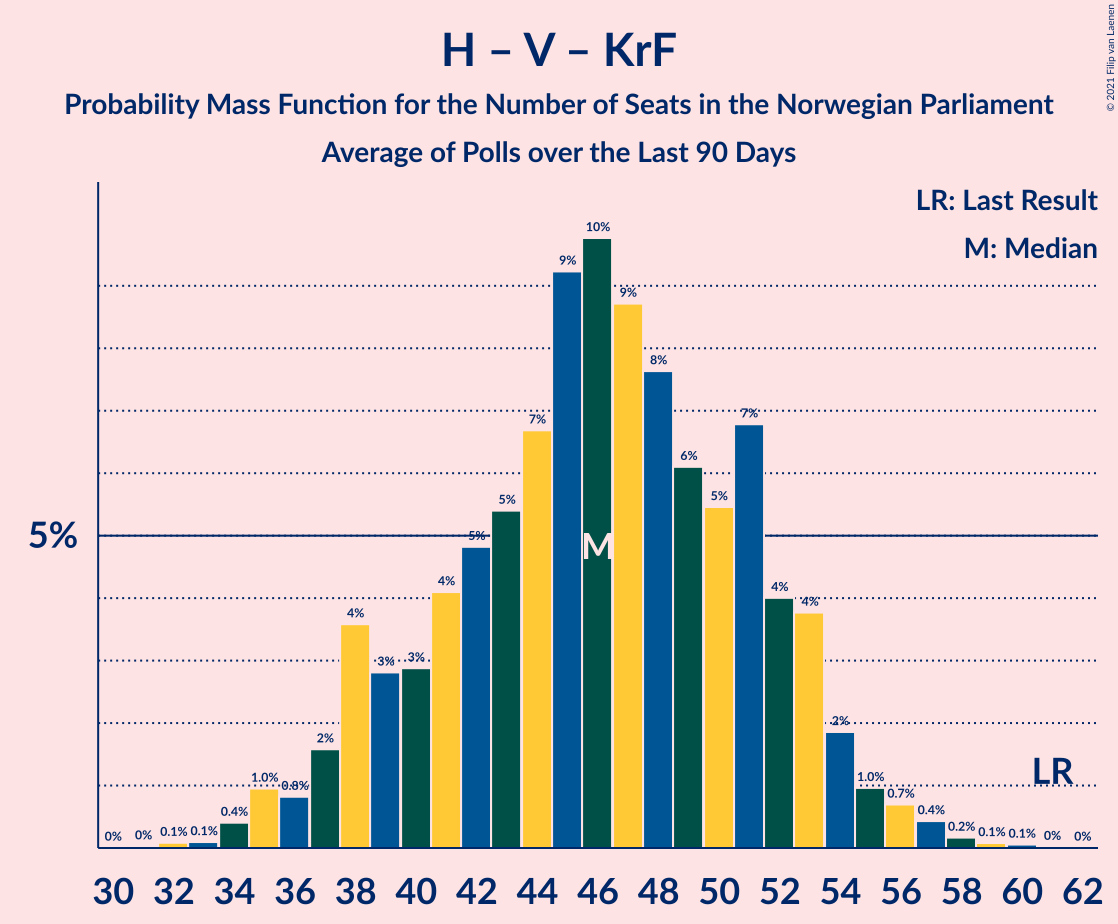 H – V – KrF
Probability Mass Function for the Number of Seats in the Norwegian Parliament
Average of Polls over the Last 90 Days
© 2021 Filip van Laenen
LR: Last Result
M: Median
5%
0% 0% 0.1% 0.1% 0.4% 1.0% 0.8% 2% 4% 3% 3% 4% 5% 5% 7% 9% 10% 9% 8% 6% 5% 7% 4% 4% 2% 1.0% 0.7% 0.4% 0.2% 0.1% 0.1% 0% 0%
M
LR
30 32 34 36 38 40 42 44 46 48 50 52 54 56 58 60 62